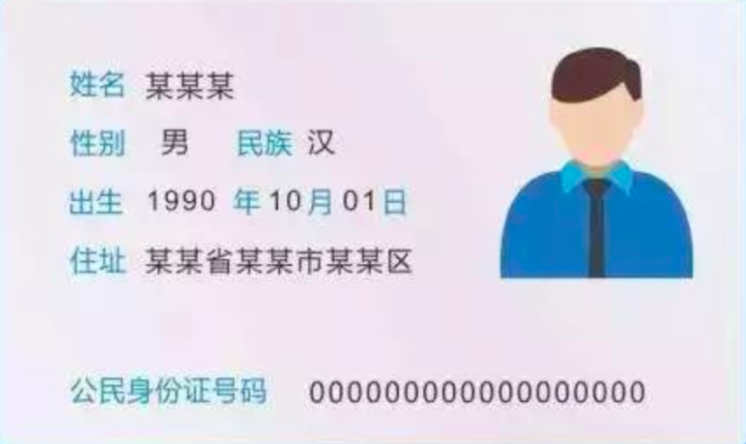 姓名 某某某
性别 男 民族 汉
出生 1990 年 10 月 01 日
住址 某某省某某市某某区
公民身份证号码 000000000000000000